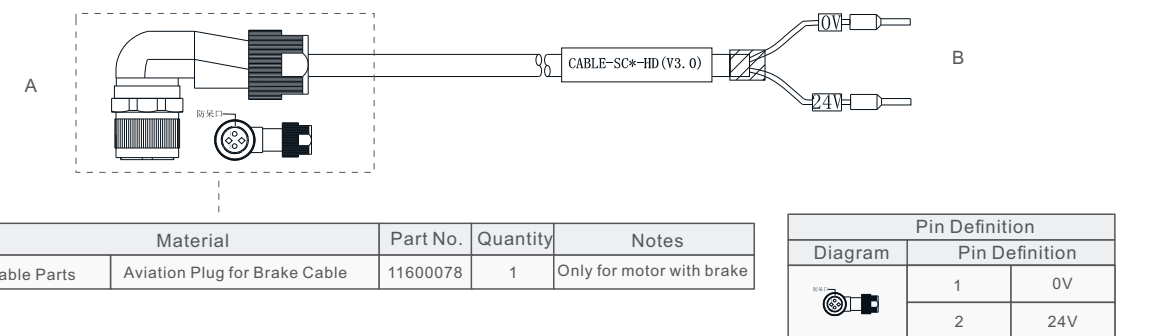 0V
CABLE-SC*-HD(V3.0)
A
B
24V
防呆口
Material
Part No.
Quantity
Notes
able Parts
Aviation Plug for Brake Cable
11600078
1
Only for motor with brake
Pin Definition
Diagram
Pin Definition
防呆口
1
0V
2
24V